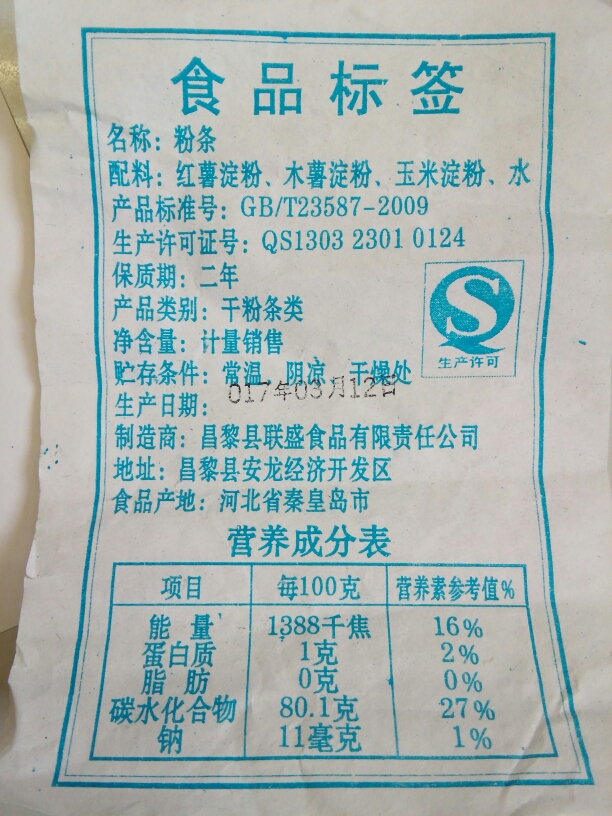 食品标签
名称：粉条
配料：红薯淀粉、木薯淀粉、玉米淀粉、水
产品标准号：GB/T23587-2009
生产许可证号：QS1303 2301 0124
保质期：二年
产品类别：干粉条类
净含量：计量销售
生产许可
贮存条件：常温、阴凉、干燥处
生产日期：017年03月12日
制造商：昌黎县联盛食品有限责任公司
地址：昌黎县安龙经济开发区
食品产地：河北省秦皇岛市
营养成分表
项目 每100克 营养素参考值%
能量 1388千焦 16%
蛋白质 1克 2%
脂肪 0克 0%
碳水化合物 80.1克 27%
钠 11毫克 1%